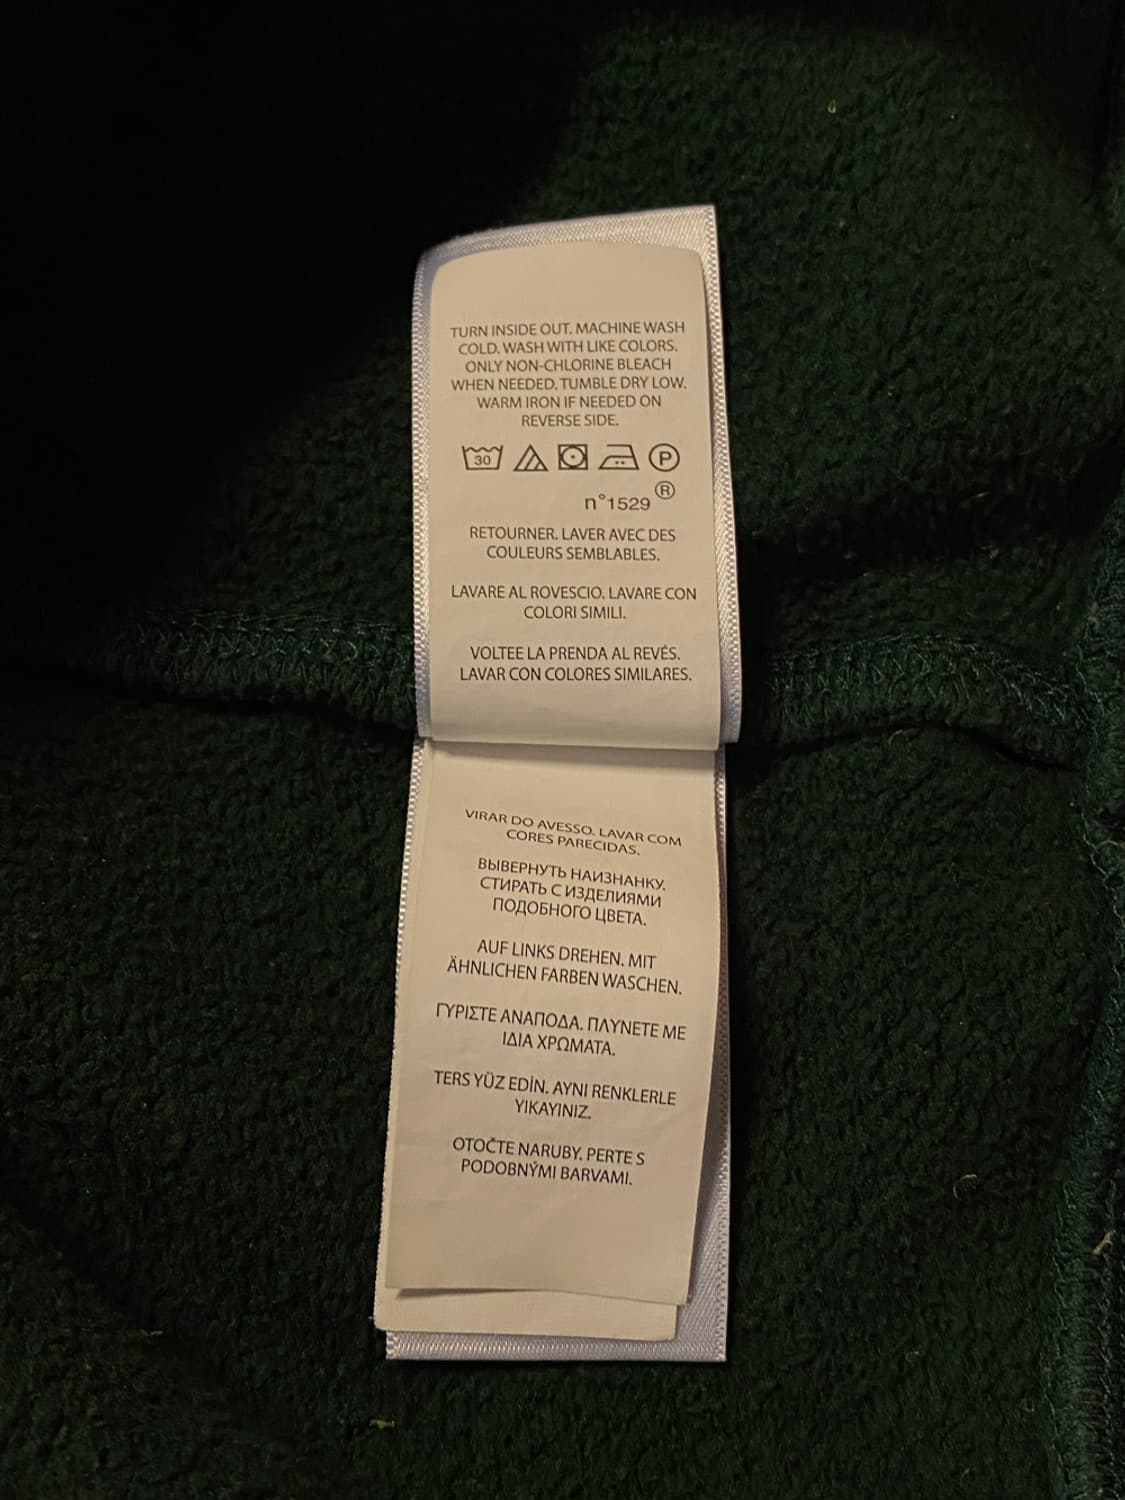 TURN INSIDE OUT. MACHINE WASH
COLD. WASH WITH LIKE COLORS.
ONLY NON-CHLORINE BLEACH
WHEN NEEDED. TUMBLE DRY LOW.
WARM IRON IF NEEDED ON
REVERSE SIDE.
30 P
n°1529 ®
RETOURNER. LAVER AVEC DES
COULEURS SEMBLABLES.
LAVARE AL ROVESCIO. LAVARE CON
COLORI SIMILI.
VOLTEE LA PRENDA AL REVÉS.
LAVAR CON COLORES SIMILARES.
VIRAR DO AVESSO. LAVAR COM
CORES PARECIDAS.
ВЫВЕРНУТЬ НАИЗНАНКУ.
СТИРАТЬ С ИЗДЕЛИЯМИ
ПОДОБНОГО ЦВЕТА.
AUF LINKS DREHEN. MIT
ÄHNLICHEN FARBEN WASCHEN.
ΓΥΡΙΣΤΕ ΑΝΑΠΟΔΑ. ΠΛΥΝΕΤΕ ΜΕ
ΙΔΙΑ ΧΡΩΜΑΤΑ.
TERS YÜZ EDİN. AYNI RENKLERLE
YIKAYINIZ.
OTOČTE NARUBY. PERTE S
PODOBNÝMI BARVAMI.